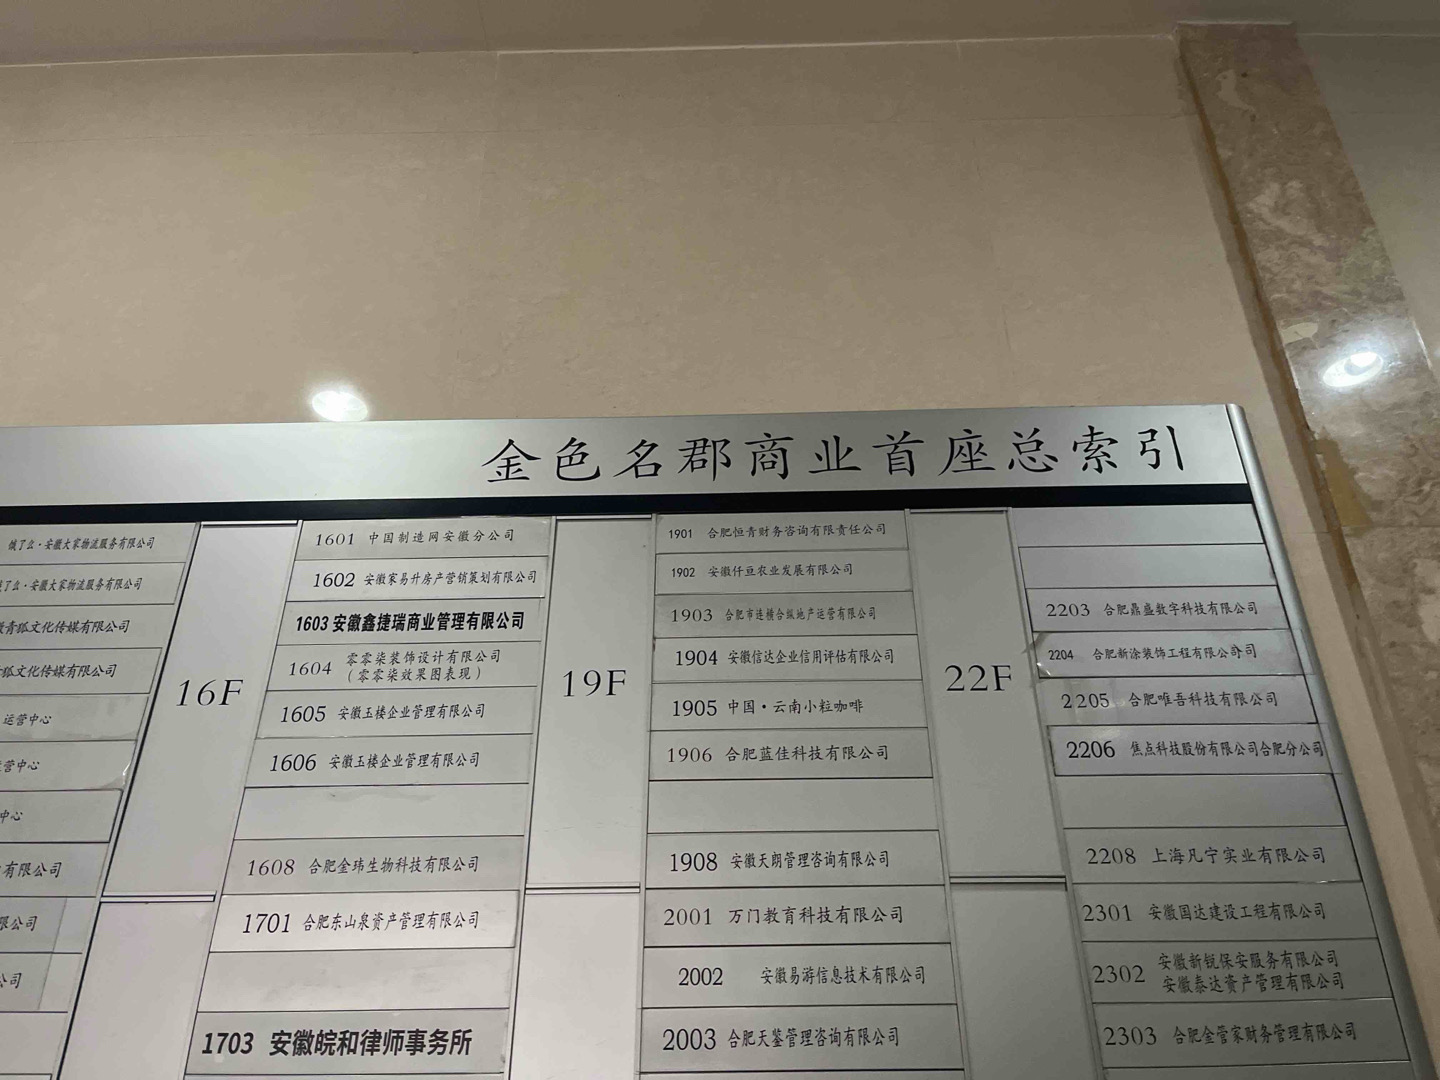 金色名郡商业首座总索引
饿了么·安徽大家物流服务有限公司
了么·安徽大家物流服务有限公司
青狐文化传媒有限公司
狐文化传媒有限公司
运营中心
营中心
中心
有限公司
限公司
公司
16F
1601 中国制造网安徽分公司
1602 安徽家易升房产营销策划有限公司
1603 安徽鑫捷瑞商业管理有限公司
1604 零零柒装饰设计有限公司
（零零柒效果图表现）
1605 安徽玉楼企业管理有限公司
1606 安徽玉楼企业管理有限公司
1608 合肥金玮生物科技有限公司
1701 合肥东山泉资产管理有限公司
1703 安徽皖和律师事务所
19F
1901 合肥恒青财务咨询有限责任公司
1902 安徽仟亩农业发展有限公司
1903 合肥市连横合纵地产运营有限公司
1904 安徽信达企业信用评估有限公司
1905 中国·云南小粒咖啡
1906 合肥蓝佳科技有限公司
1908 安徽天朗管理咨询有限公司
2001 万门教育科技有限公司
2002 安徽易游信息技术有限公司
2003 合肥天鉴管理咨询有限公司
22F
2203 合肥鼎盛数字科技有限公司
2204 合肥新涂装饰工程有限公司
2205 合肥唯吾科技有限公司
2206 焦点科技股份有限公司合肥分公司
2208 上海凡宁实业有限公司
2301 安徽国达建设工程有限公司
2302 安徽新锐保安服务有限公司
安徽泰达资产管理有限公司
2303 合肥金管家财务管理有限公司